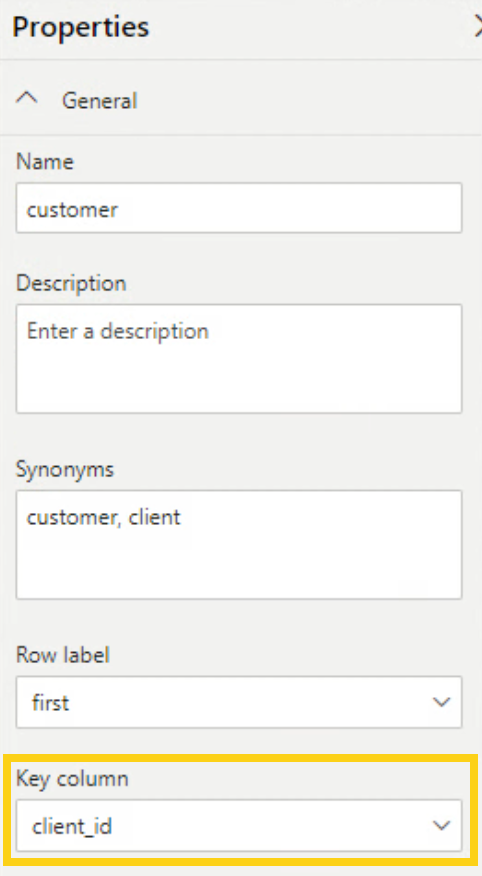 Properties
General
Name
customer
Description
Enter a description
Synonyms
customer, client
Row label
first
Key column
client_id